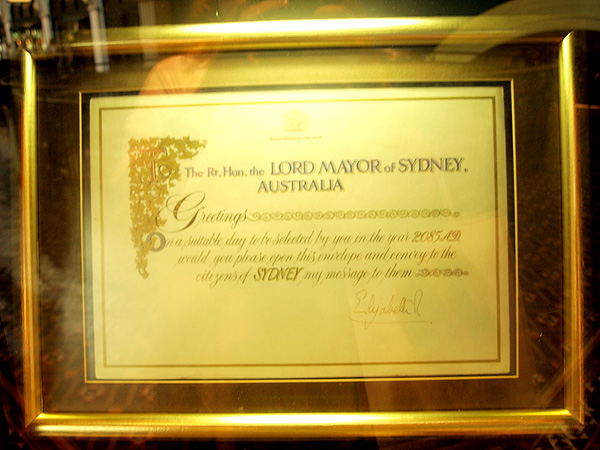 To The Rt. Hon. the LORD MAYOR of SYDNEY.
AUSTRALIA
Greetings
On a suitable day to be selected by you in the year 2085 A.D.
would you please open this envelope and convey to the
citizens of SYDNEY my message to them
Elizabeth R